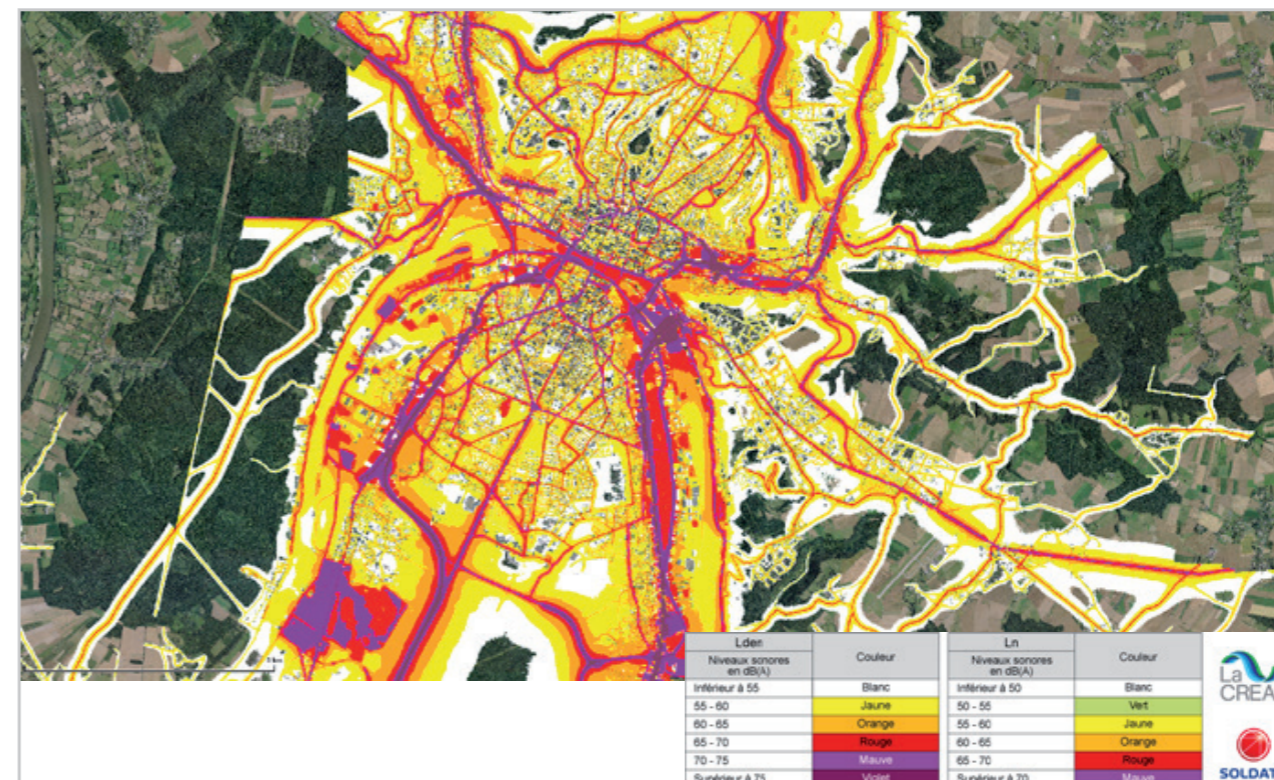 Lden
Niveaux sonores
en dB(A)
Couleur
Inférieur à 55
Blanc
55 - 60
Jaune
60 - 65
Orange
65 - 70
Rouge
70 - 75
Mauve
Supérieur à 75
Violet
Ln
Niveaux sonores
en dB(A)
Couleur
Inférieur à 50
Blanc
50 - 55
Vert
55 - 60
Jaune
60 - 65
Orange
65 - 70
Rouge
Supérieur à 70
Mauve
La
CREA
SOLDAT